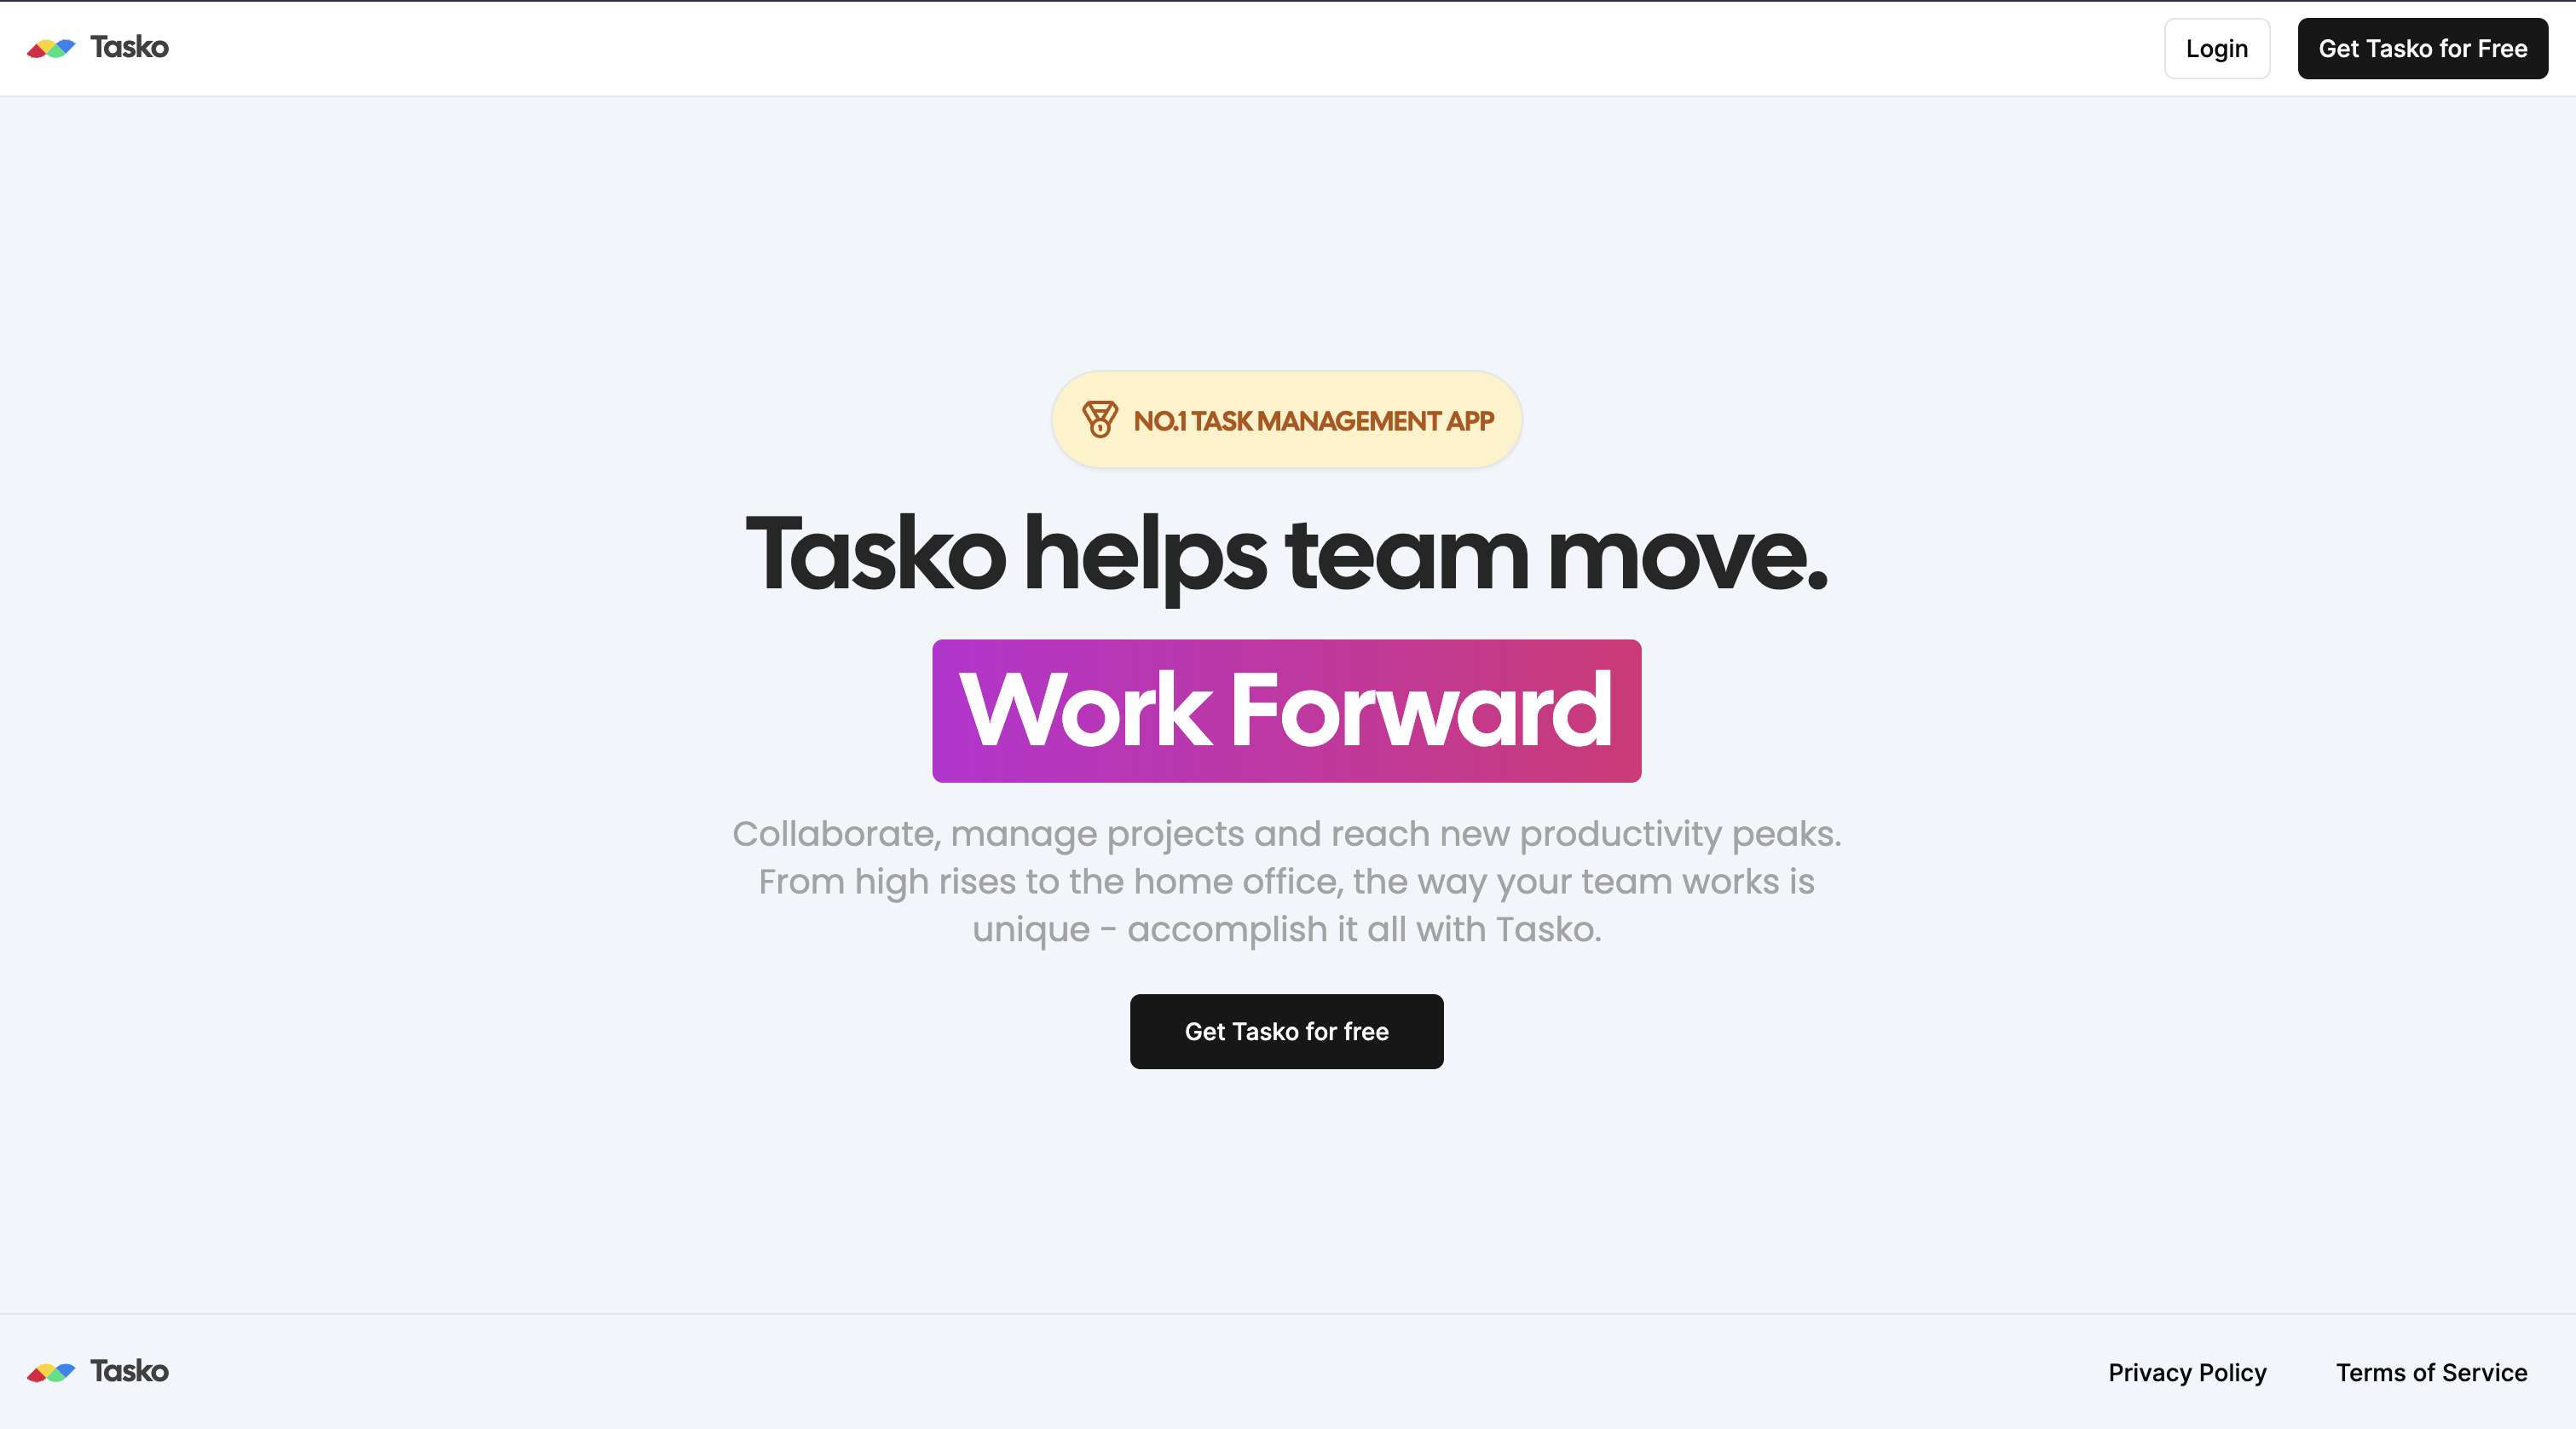 Tasko
Login
Get Tasko for Free
NO.1 TASK MANAGEMENT APP
Tasko helps team move.
Work Forward
Collaborate, manage projects and reach new productivity peaks.
From high rises to the home office, the way your team works is
unique - accomplish it all with Tasko.
Get Tasko for free
Tasko
Privacy Policy
Terms of Service